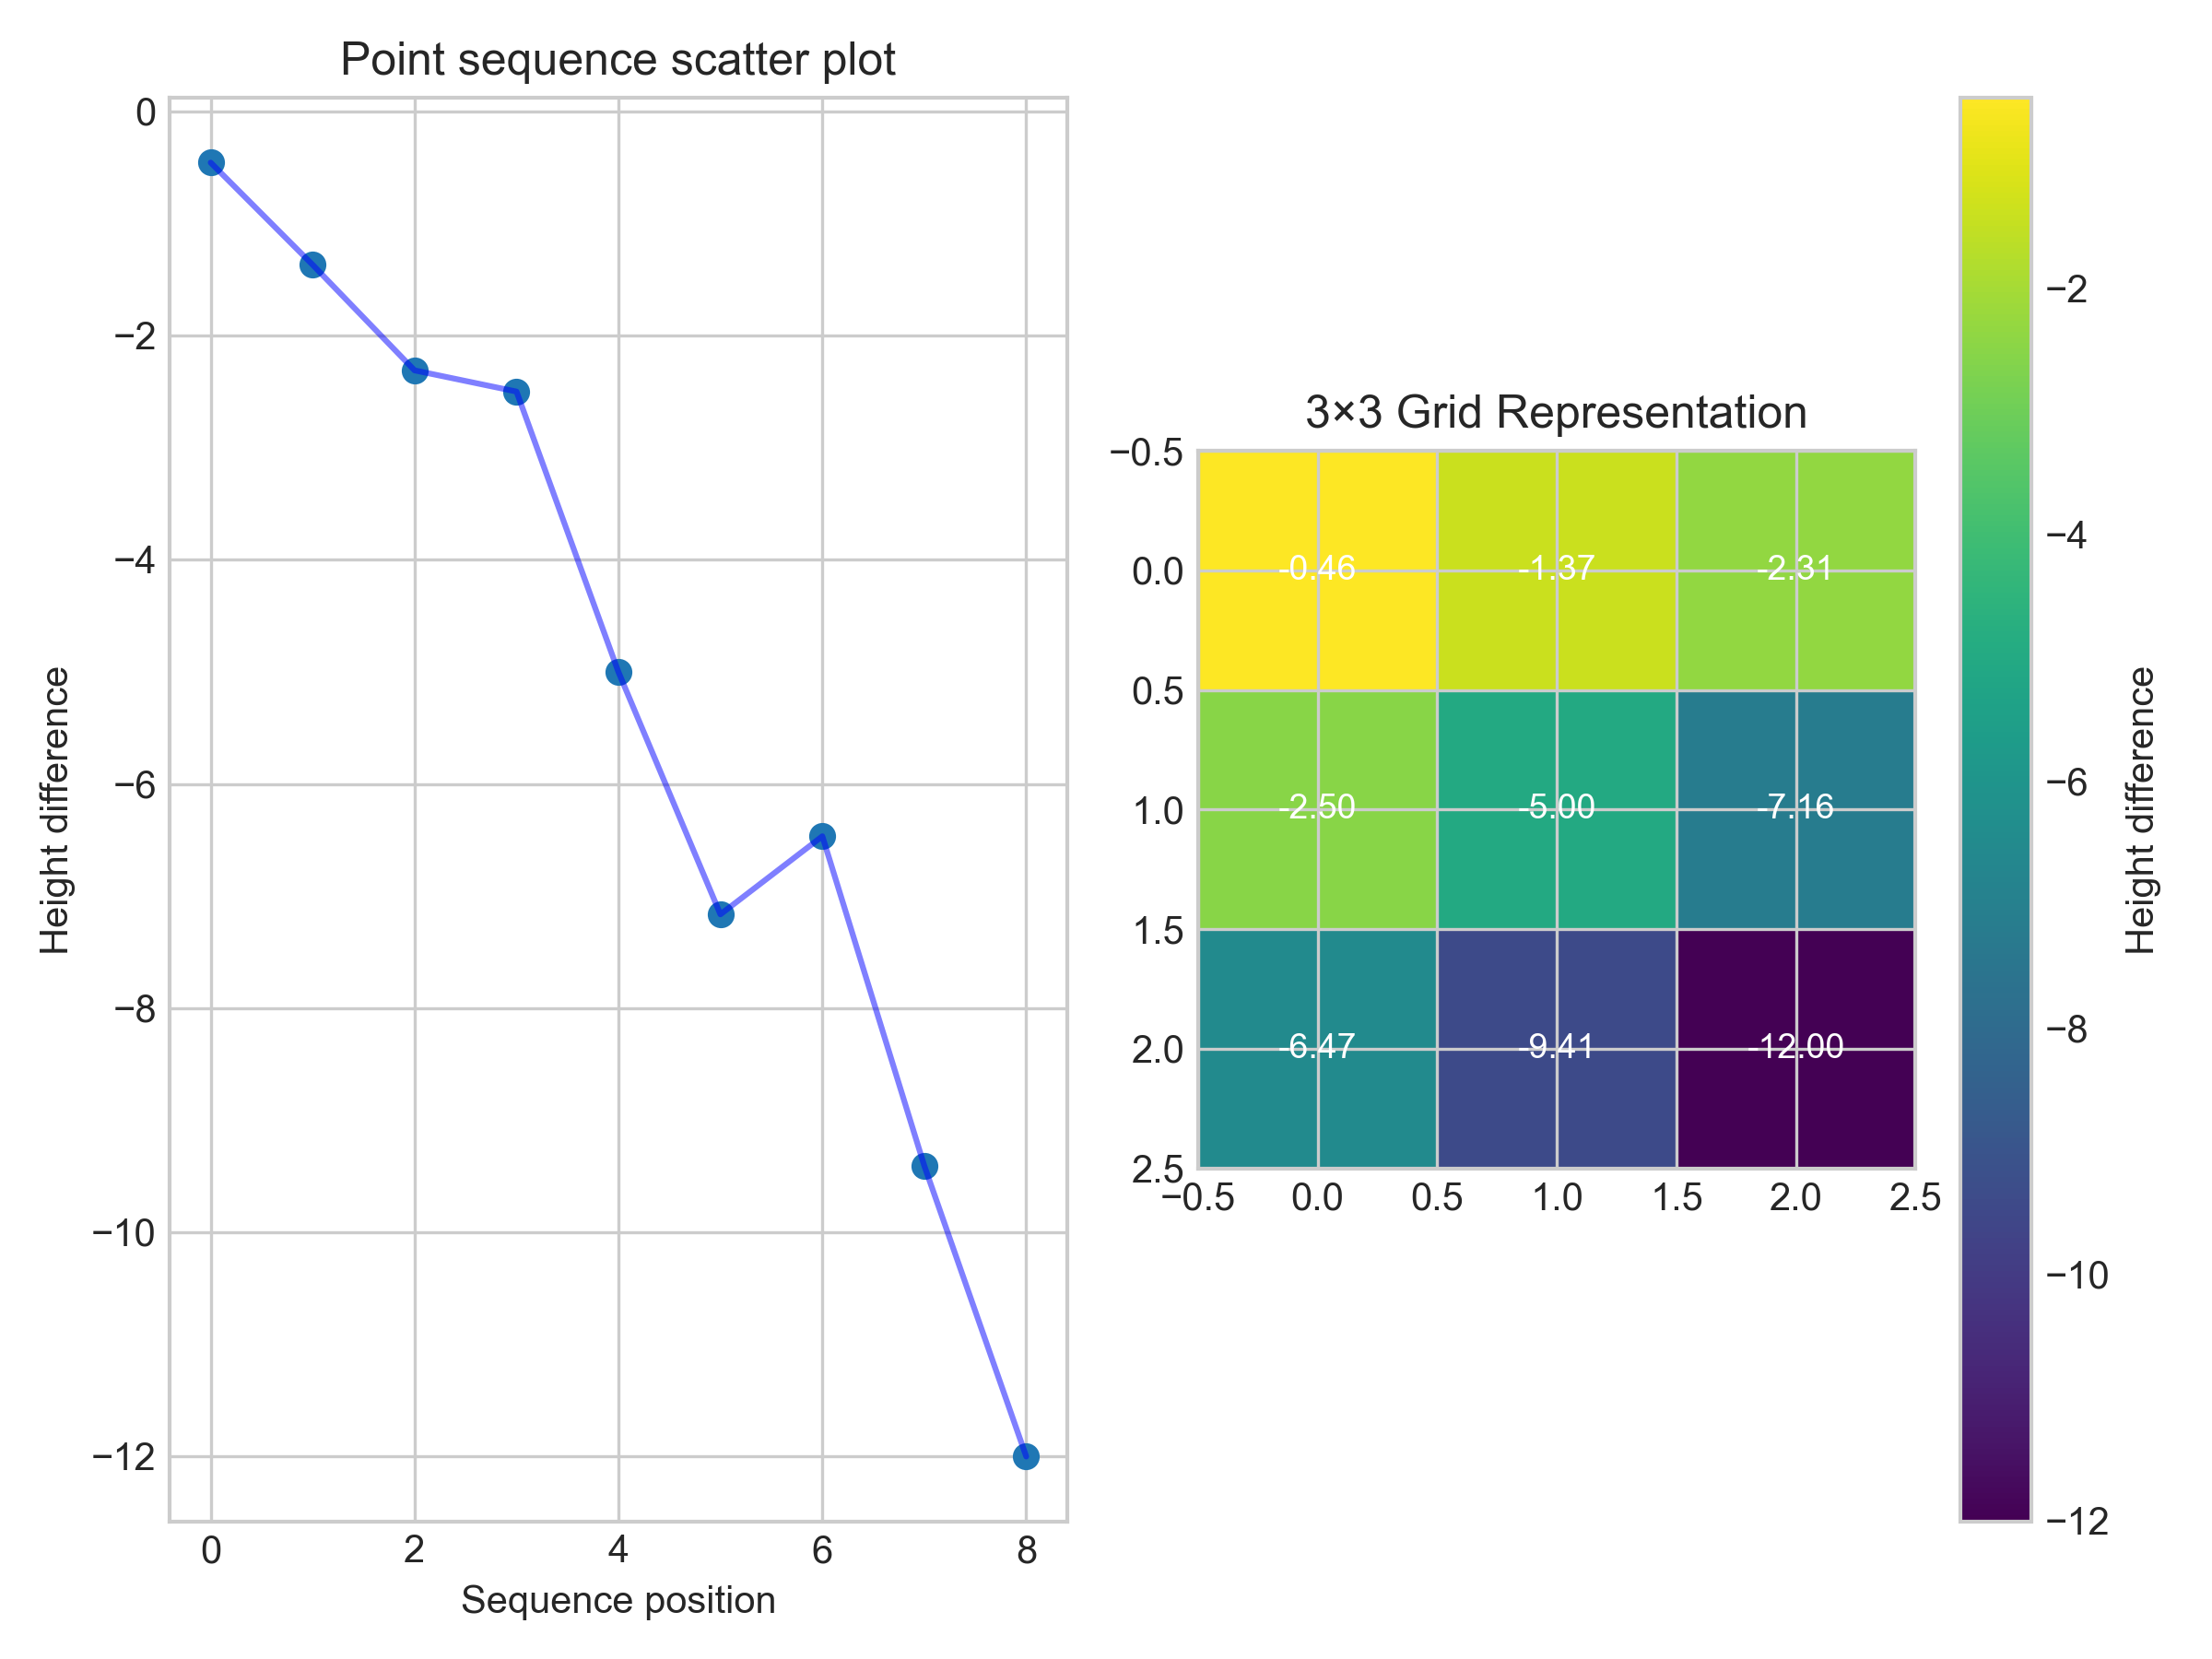 Point sequence scatter plot
0
−2
−4
−6
−8
−10
−12
Height difference
0 2 4 6 8
Sequence position
3×3 Grid Representation
−0.5
0.0
0.5
1.0
1.5
2.0
2.5
-0.46 -1.37 -2.31
-2.50 -5.00 -7.16
-6.47 -9.41 -12.00
−0.5 0.0 0.5 1.0 1.5 2.0 2.5
−2
−4
−6
−8
−10
−12
Height difference